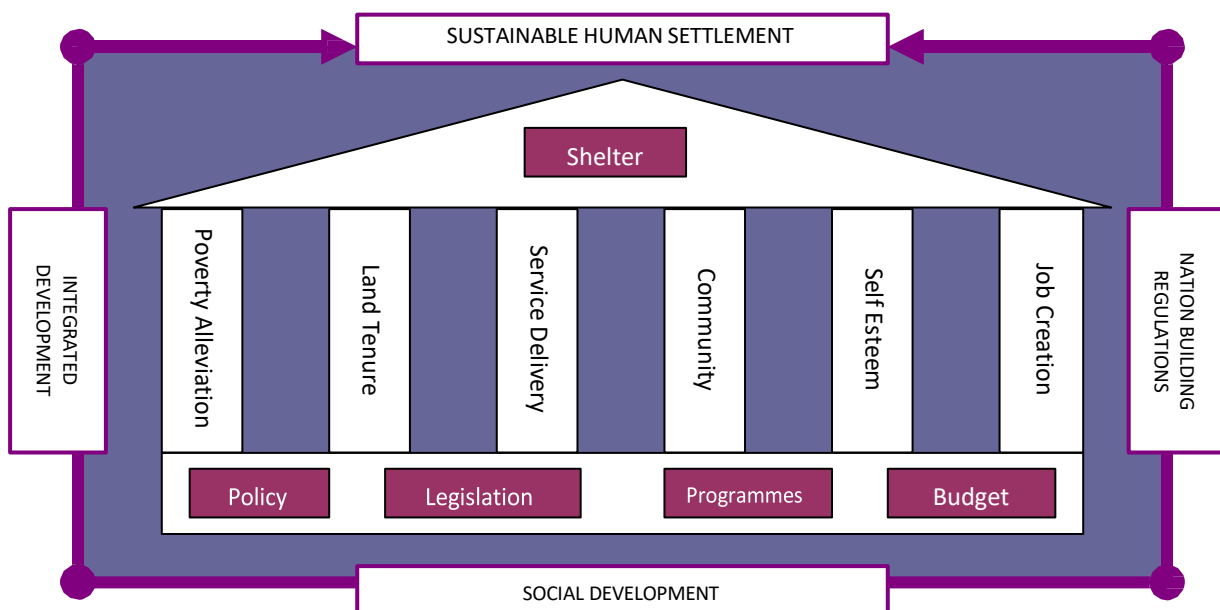 SUSTAINABLE HUMAN SETTLEMENT
Shelter
INTEGRATED
DEVELOPMENT
Poverty Alleviation
Land Tenure
Service Delivery
Community
Self Esteem
Job Creation
NATION BUILDING
REGULATIONS
Policy
Legislation
Programmes
Budget
SOCIAL DEVELOPMENT